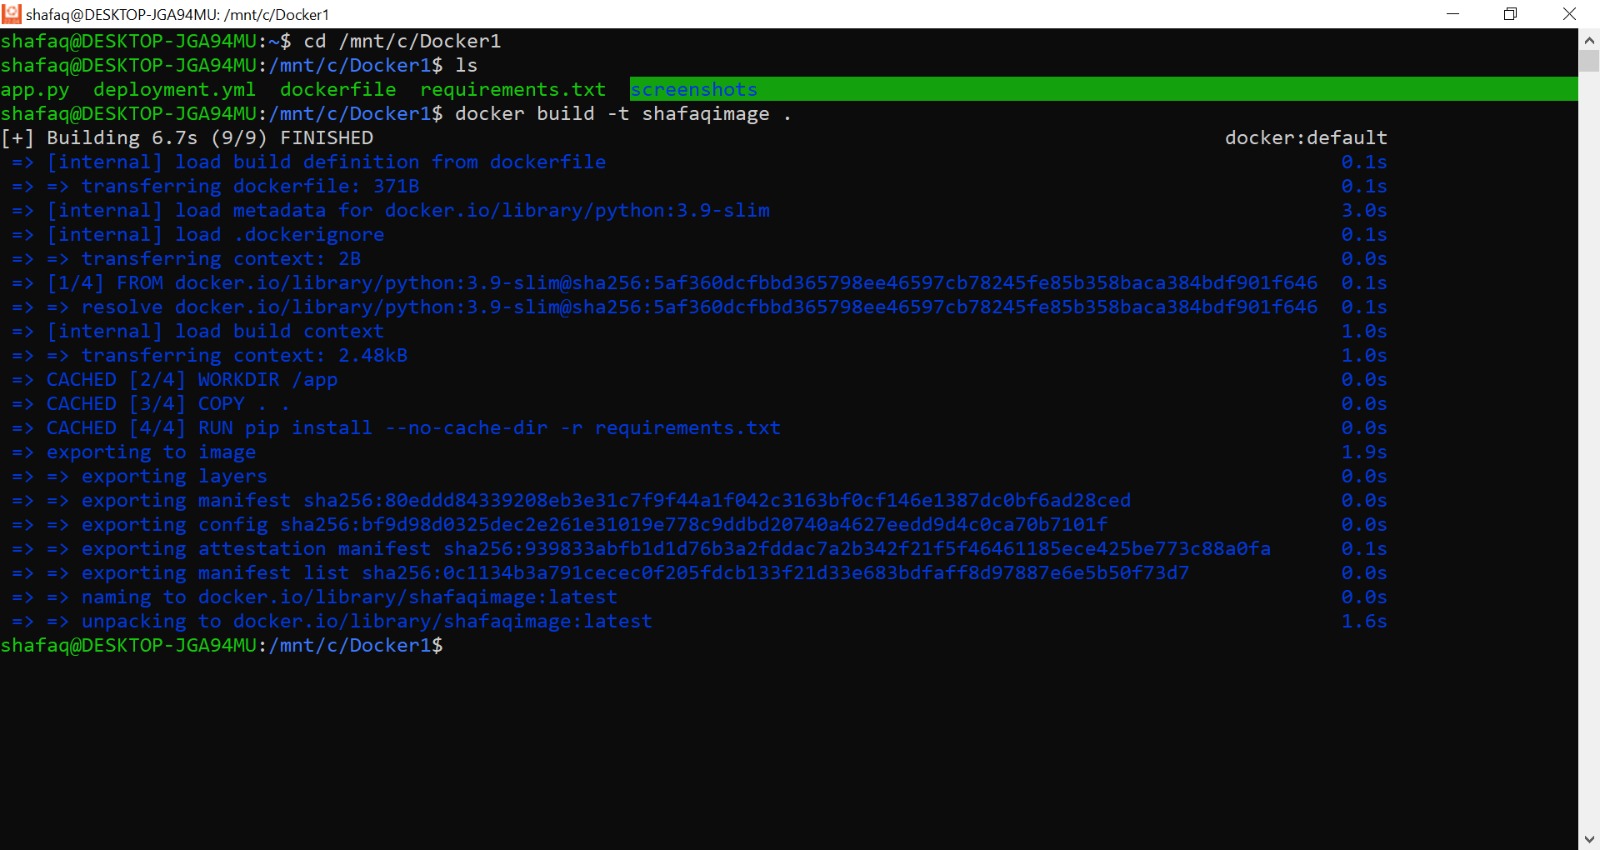 shafaq@DESKTOP-JGA94MU: /mnt/c/Docker1
shafaq@DESKTOP-JGA94MU:~$ cd /mnt/c/Docker1
shafaq@DESKTOP-JGA94MU:/mnt/c/Docker1$ ls
app.py  deployment.yml  dockerfile  requirements.txt  screenshots
shafaq@DESKTOP-JGA94MU:/mnt/c/Docker1$ docker build -t shafaqimage .
[+] Building 6.7s (9/9) FINISHED docker:default
=> [internal] load build definition from dockerfile 0.1s
=> => transferring dockerfile: 371B 0.1s
=> [internal] load metadata for docker.io/library/python:3.9-slim 3.0s
=> [internal] load .dockerignore 0.1s
=> => transferring context: 2B 0.0s
=> [1/4] FROM docker.io/library/python:3.9-slim@sha256:5af360dcfbbd365798ee46597cb78245fe85b358baca384bdf901f646 0.1s
=> => resolve docker.io/library/python:3.9-slim@sha256:5af360dcfbbd365798ee46597cb78245fe85b358baca384bdf901f646 0.1s
=> [internal] load build context 1.0s
=> => transferring context: 2.48kB 1.0s
=> CACHED [2/4] WORKDIR /app 0.0s
=> CACHED [3/4] COPY . . 0.0s
=> CACHED [4/4] RUN pip install --no-cache-dir -r requirements.txt 0.0s
=> exporting to image 1.9s
=> => exporting layers 0.0s
=> => exporting manifest sha256:80eddd84339208eb3e31c7f9f44a1f042c3163bf0cf146e1387dc0bf6ad28ced 0.0s
=> => exporting config sha256:bf9d98d0325dec2e261e31019e778c9ddbd20740a4627eedd9d4c0ca70b7101f 0.0s
=> => exporting attestation manifest sha256:939833abfb1d1d76b3a2fddac7a2b342f21f5f46461185ece425be773c88a0fa 0.1s
=> => exporting manifest list sha256:0c1134b3a791cecec0f205fdcb133f21d33e683bdfaff8d97887e6e5b50f73d7 0.0s
=> => naming to docker.io/library/shafaqimage:latest 0.0s
=> => unpacking to docker.io/library/shafaqimage:latest 1.6s
shafaq@DESKTOP-JGA94MU:/mnt/c/Docker1$